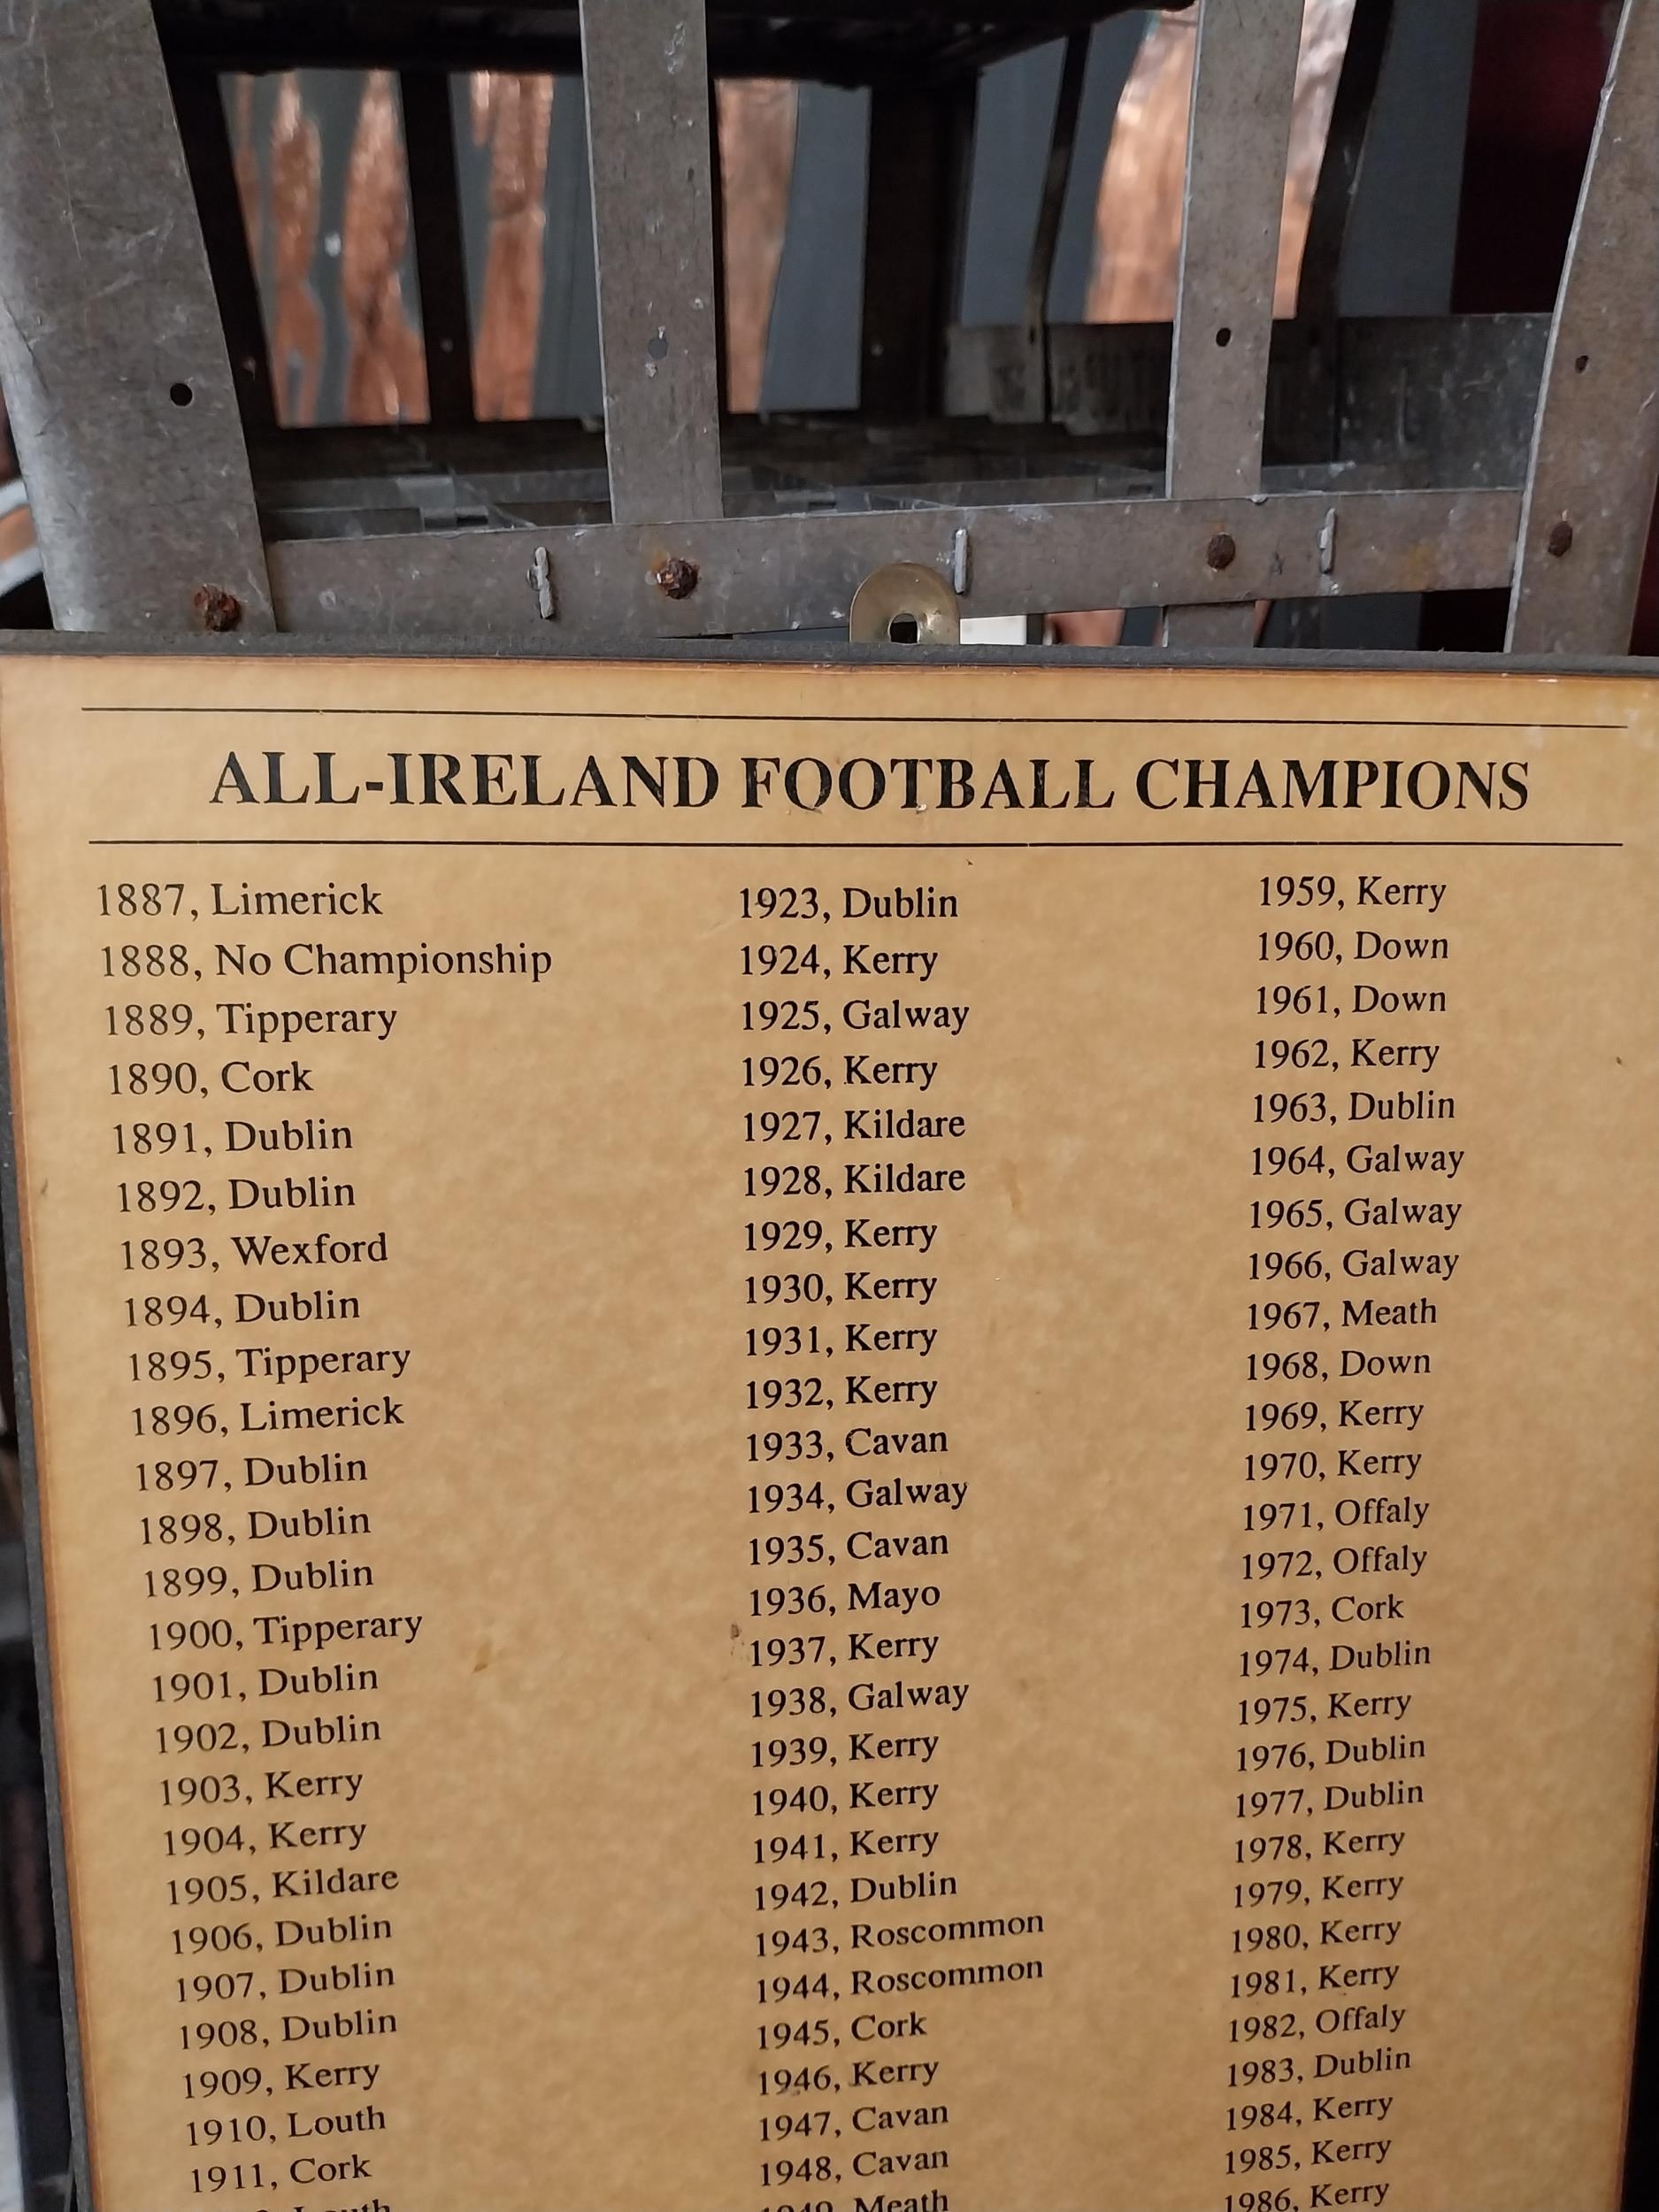 ALL-IRELAND FOOTBALL CHAMPIONS
1887, Limerick
1888, No Championship
1889, Tipperary
1890, Cork
1891, Dublin
1892, Dublin
1893, Wexford
1894, Dublin
1895, Tipperary
1896, Limerick
1897, Dublin
1898, Dublin
1899, Dublin
1900, Tipperary
1901, Dublin
1902, Dublin
1903, Kerry
1904, Kerry
1905, Kildare
1906, Dublin
1907, Dublin
1908, Dublin
1909, Kerry
1910, Louth
1911, Cork
Louth
1923, Dublin
1924, Kerry
1925, Galway
1926, Kerry
1927, Kildare
1928, Kildare
1929, Kerry
1930, Kerry
1931, Kerry
1932, Kerry
1933, Cavan
1934, Galway
1935, Cavan
1936, Mayo
1937, Kerry
1938, Galway
1939, Kerry
1940, Kerry
1941, Kerry
1942, Dublin
1943, Roscommon
1944, Roscommon
1945, Cork
1946, Kerry
1947, Cavan
1948, Cavan
1949, Meath
1959, Kerry
1960, Down
1961, Down
1962, Kerry
1963, Dublin
1964, Galway
1965, Galway
1966, Galway
1967, Meath
1968, Down
1969, Kerry
1970, Kerry
1971, Offaly
1972, Offaly
1973, Cork
1974, Dublin
1975, Kerry
1976, Dublin
1977, Dublin
1978, Kerry
1979, Kerry
1980, Kerry
1981, Kerry
1982, Offaly
1983, Dublin
1984, Kerry
1985, Kerry
1986, Kerry